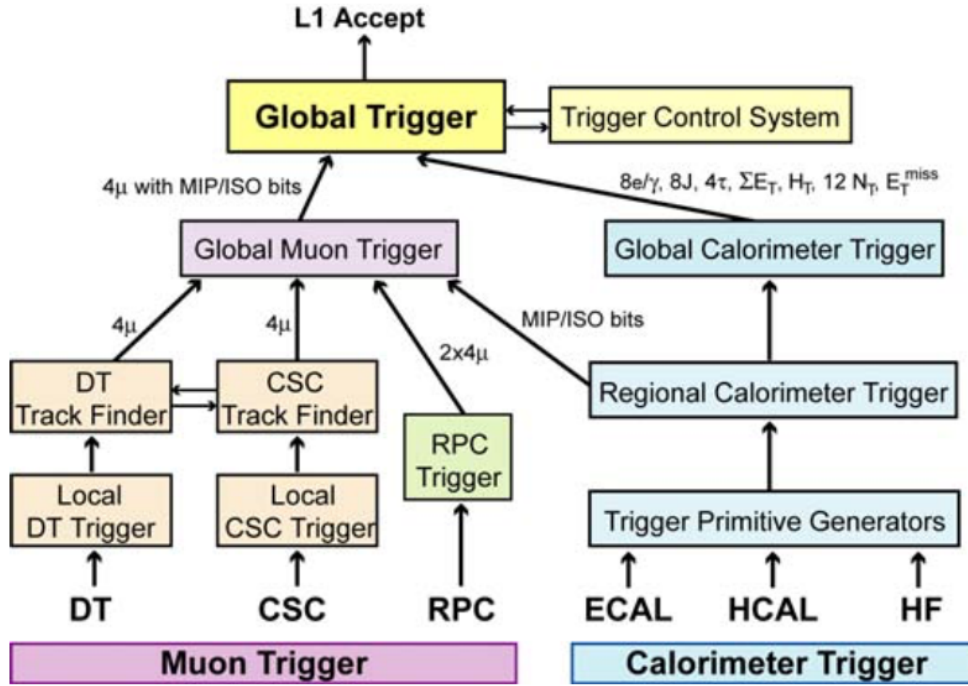 L1 Accept
Global Trigger
Trigger Control System
4μ with MIP/ISO bits
8e/γ, 8J, 4τ, ΣE_T, H_T, 12 N_T, E_T^miss
Global Muon Trigger
Global Calorimeter Trigger
4μ
4μ
2x4μ
MIP/ISO bits
DT
Track Finder
CSC
Track Finder
Regional Calorimeter Trigger
RPC
Trigger
Local
DT Trigger
Local
CSC Trigger
Trigger Primitive Generators
DT
CSC
RPC
ECAL
HCAL
HF
Muon Trigger
Calorimeter Trigger